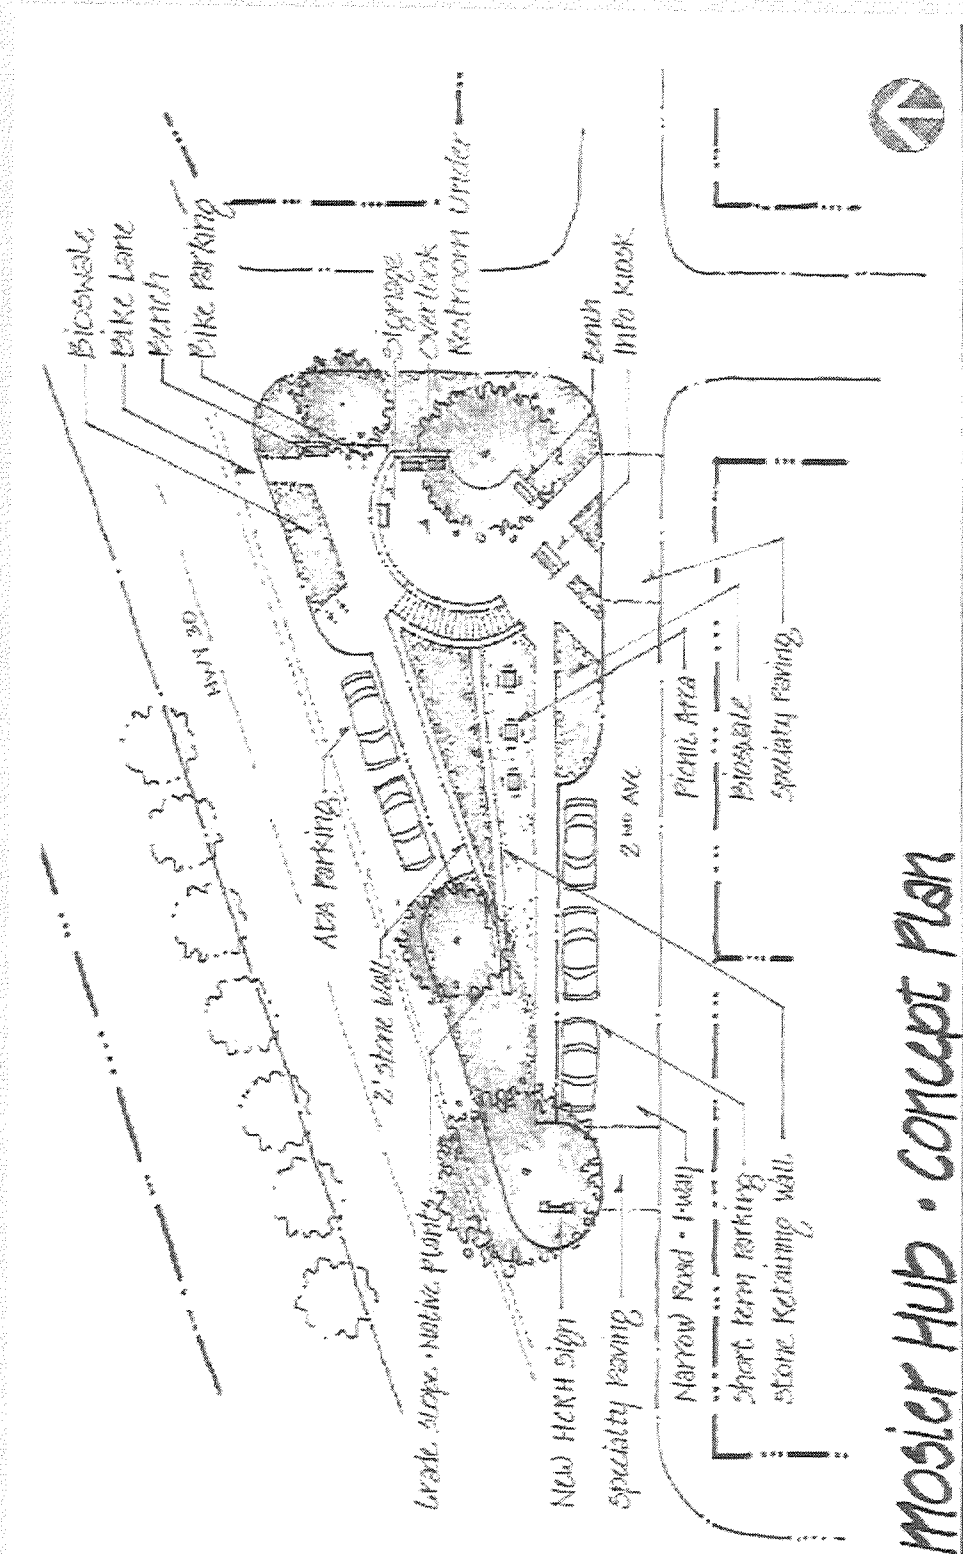 Bioswale
Bike Lane
Bench
Bike Parking
Signage
Overlook
Restroom Under
Bench
Info Kiosk
Hwy 30
ADA Parking
2' Stone Wall
Grade Slope · Native Plants
New HCRH Sign
Specialty Paving
Narrow Road · 1-way
Short Term Parking
Stone Retaining Wall
2nd Ave
Picnic Area
Bioswale
Specialty Paving
Mosier Hub · Concept Plan